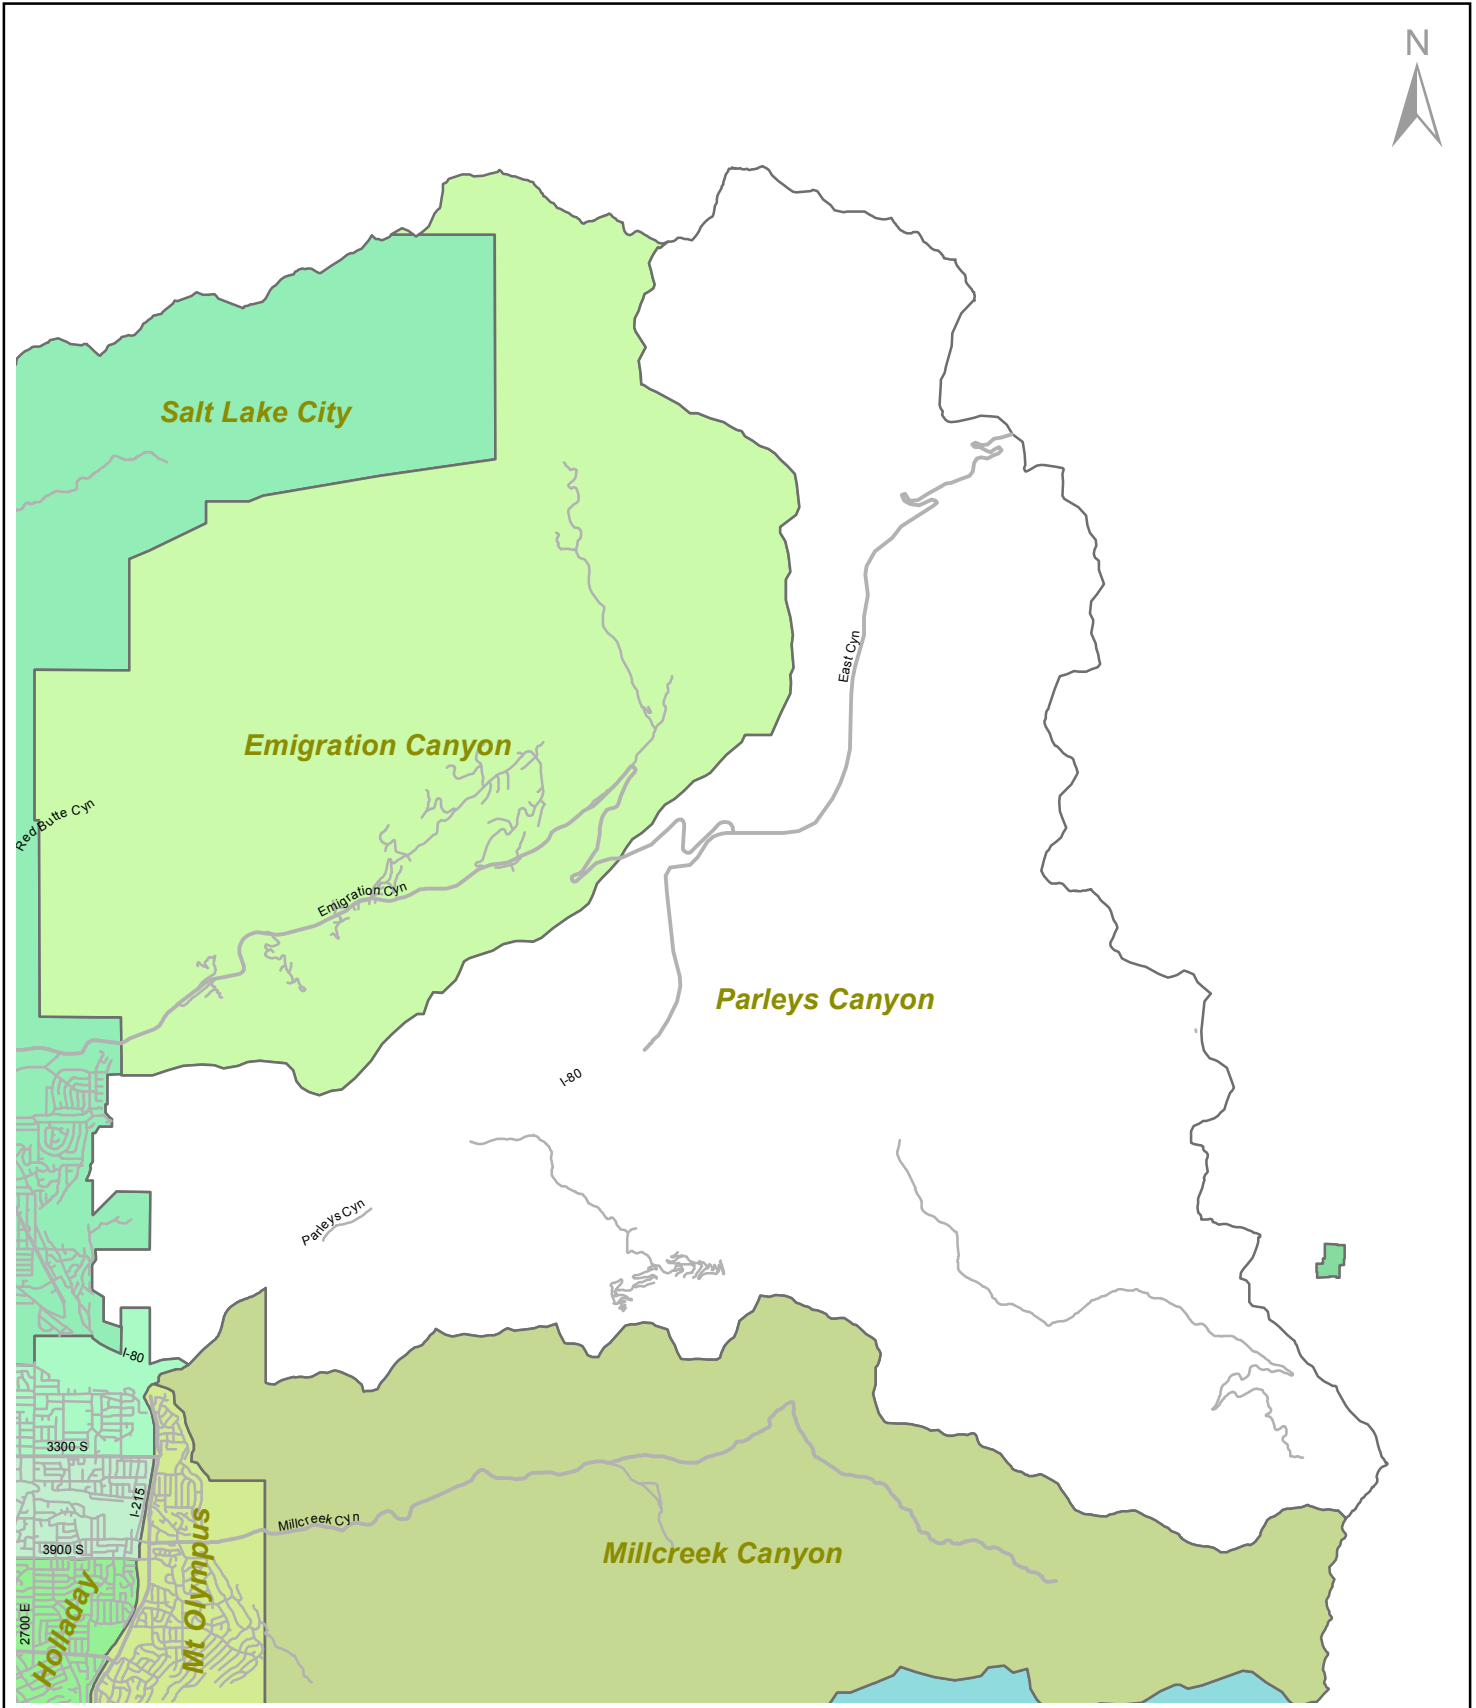 N
Salt Lake City
East Cyn
Emigration Canyon
Red Butte Cyn
Emigration Cyn
Parleys Canyon
I-80
Parleys Cyn
I-80
3300 S
I-215
Millcreek Cyn
3900 S
Millcreek Canyon
Mt Olympus
Holladay
2700 E